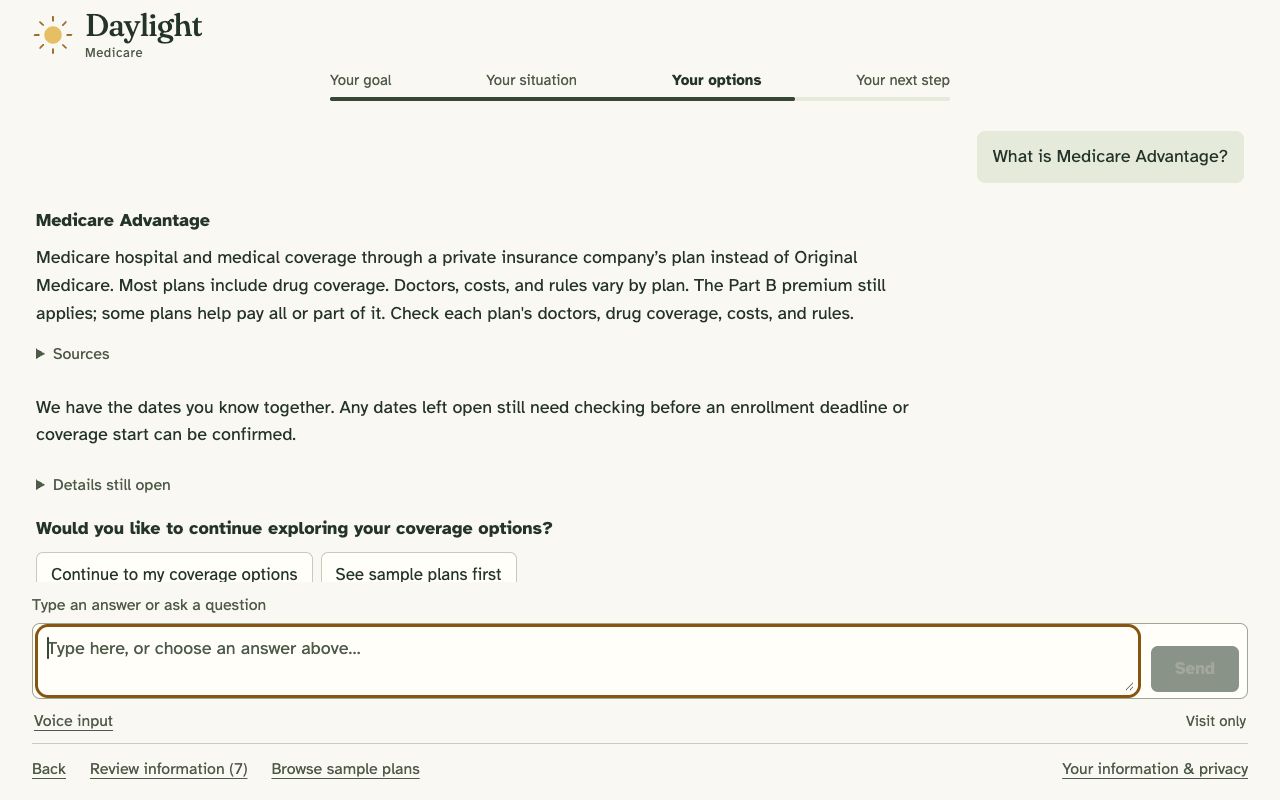 Daylight
Medicare
Your goal
Your situation
Your options
Your next step
What is Medicare Advantage?
Medicare Advantage
Medicare hospital and medical coverage through a private insurance company’s plan instead of Original
Medicare. Most plans include drug coverage. Doctors, costs, and rules vary by plan. The Part B premium still
applies; some plans help pay all or part of it. Check each plan's doctors, drug coverage, costs, and rules.
Sources
We have the dates you know together. Any dates left open still need checking before an enrollment deadline or
coverage start can be confirmed.
Details still open
Would you like to continue exploring your coverage options?
Continue to my coverage options
See sample plans first
Type an answer or ask a question
Type here, or choose an answer above...
Send
Voice input
Visit only
Back
Review information (7)
Browse sample plans
Your information & privacy